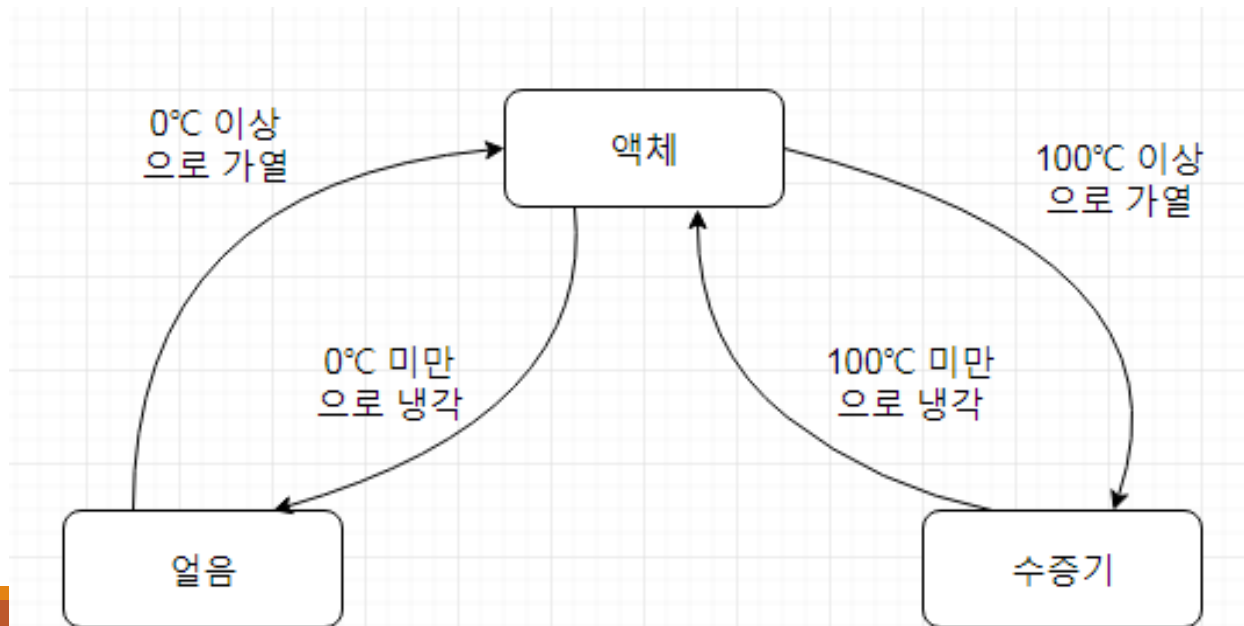 0℃ 이상
으로 가열
액체
100℃ 이상
으로 가열
0℃ 미만
으로 냉각
100℃ 미만
으로 냉각
얼음
수증기